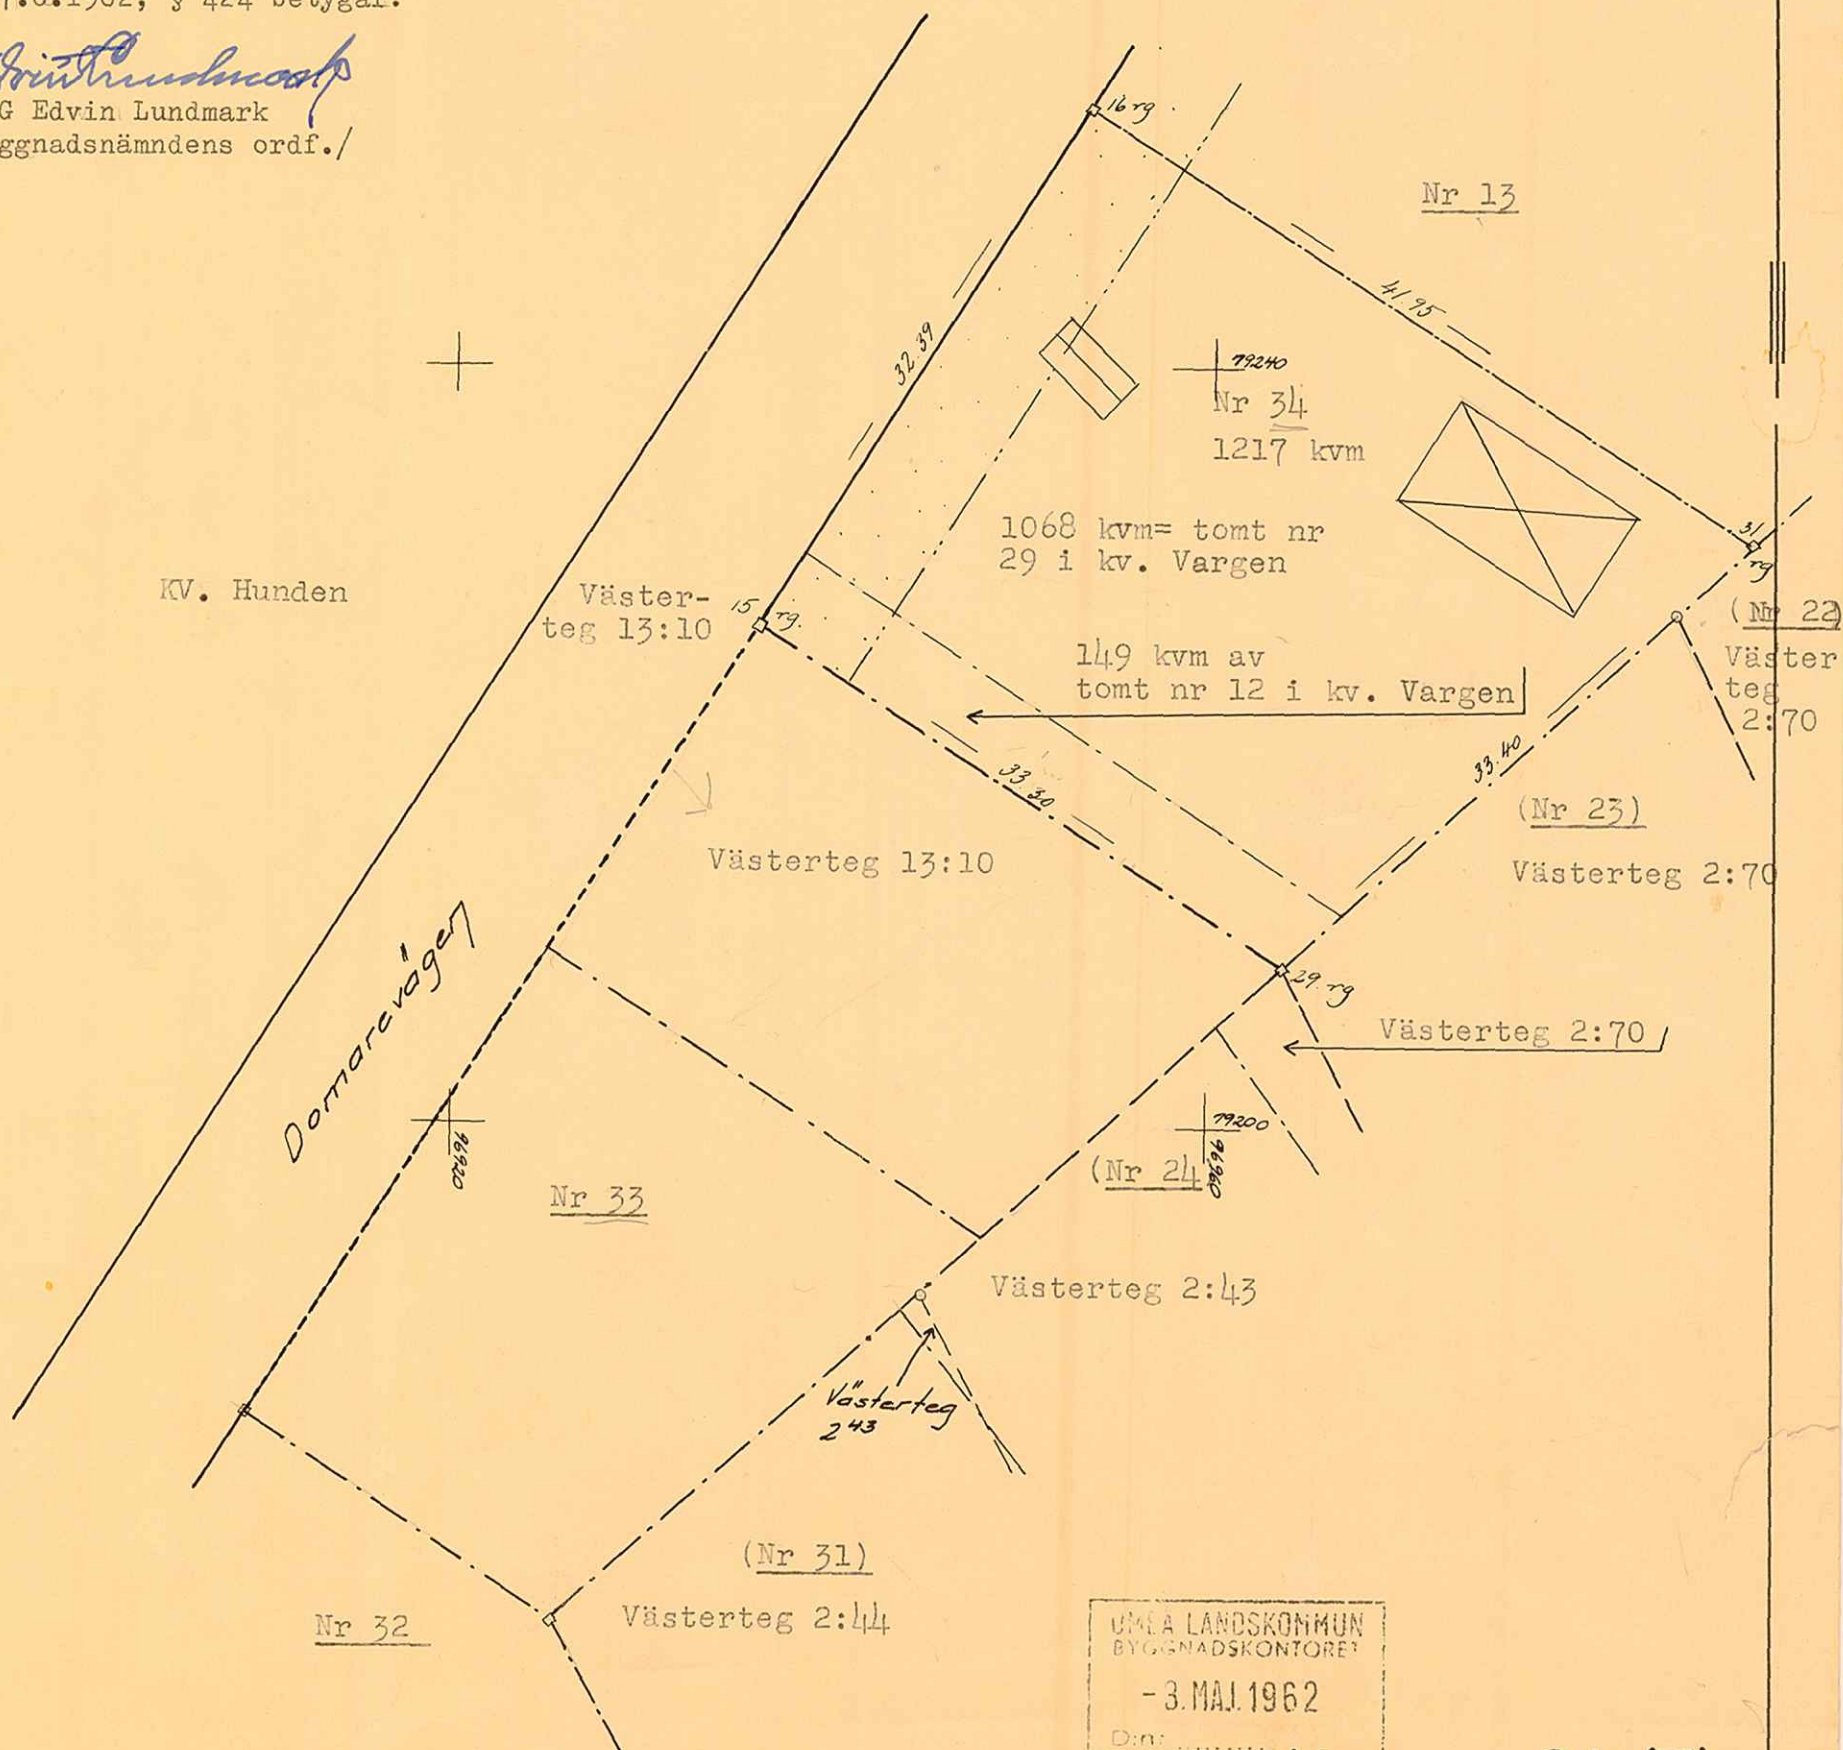 § 424 betygar.
G Edvin Lundmark
ggnadsnämndens ordf./
16 rg.
Nr 13
32.39
41.95
79240
Nr 34
1217 kvm
1068 kvm= tomt nr
29 i kv. Vargen
KV. Hunden
Väster-
teg 13:10
15 rg.
31
rg
(Nr 22)
Väster
teg
2:70
149 kvm av
tomt nr 12 i kv. Vargen
33.30
33.40
(Nr 23)
Västerteg 13:10
Västerteg 2:70
Domarevägen
29. rg
Västerteg 2:70
96920
79200
96960
(Nr 24
Nr 33
Västerteg 2:43
Västerteg
2 43
(Nr 31)
Västerteg 2:44
Nr 32
UMEA LANDSKOMMUN
BYGGNADSKONTORET
-3. MAJ. 1962
D:nr